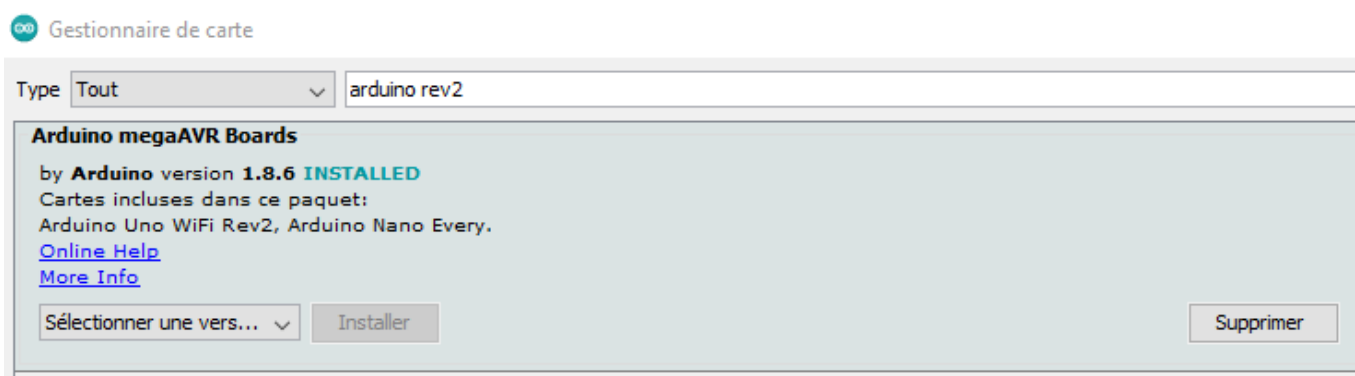 Gestionnaire de carte
Type Tout arduino rev2
Arduino megaAVR Boards
by Arduino version 1.8.6 INSTALLED
Cartes incluses dans ce paquet:
Arduino Uno WiFi Rev2, Arduino Nano Every.
Online Help
More Info
Sélectionner une vers... Installer Supprimer